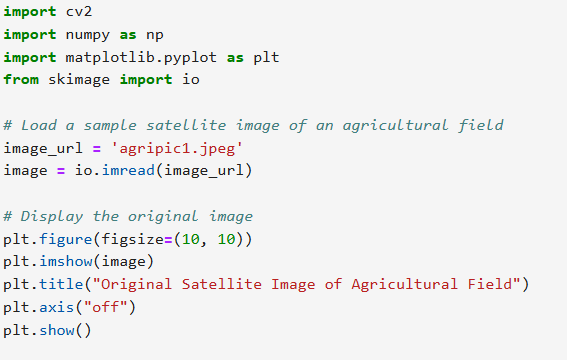 import cv2
import numpy as np
import matplotlib.pyplot as plt
from skimage import io
# Load a sample satellite image of an agricultural field
image_url = 'agripic1.jpeg'
image = io.imread(image_url)
# Display the original image
plt.figure(figsize=(10, 10))
plt.imshow(image)
plt.title("Original Satellite Image of Agricultural Field")
plt.axis("off")
plt.show()